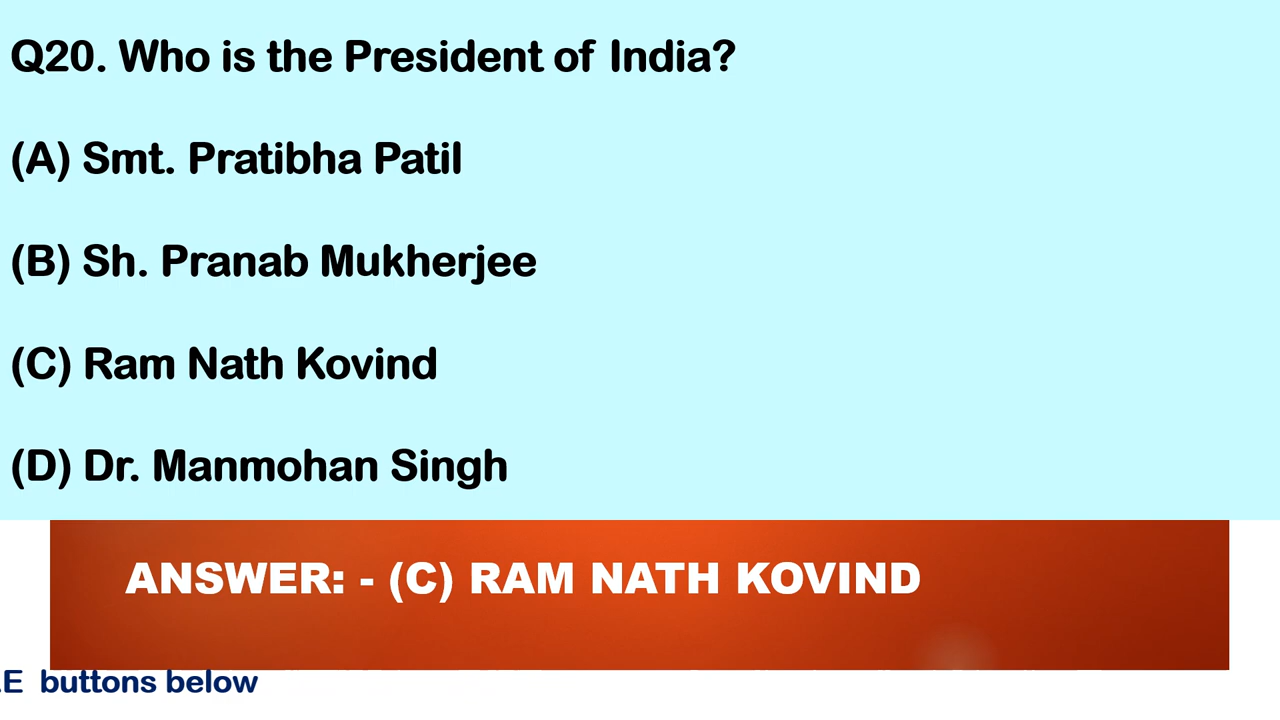 Q20. Who is the President of India?
(A) Smt. Pratibha Patil
(B) Sh. Pranab Mukherjee
(C) Ram Nath Kovind
(D) Dr. Manmohan Singh
ANSWER: - (C) RAM NATH KOVIND
buttons below